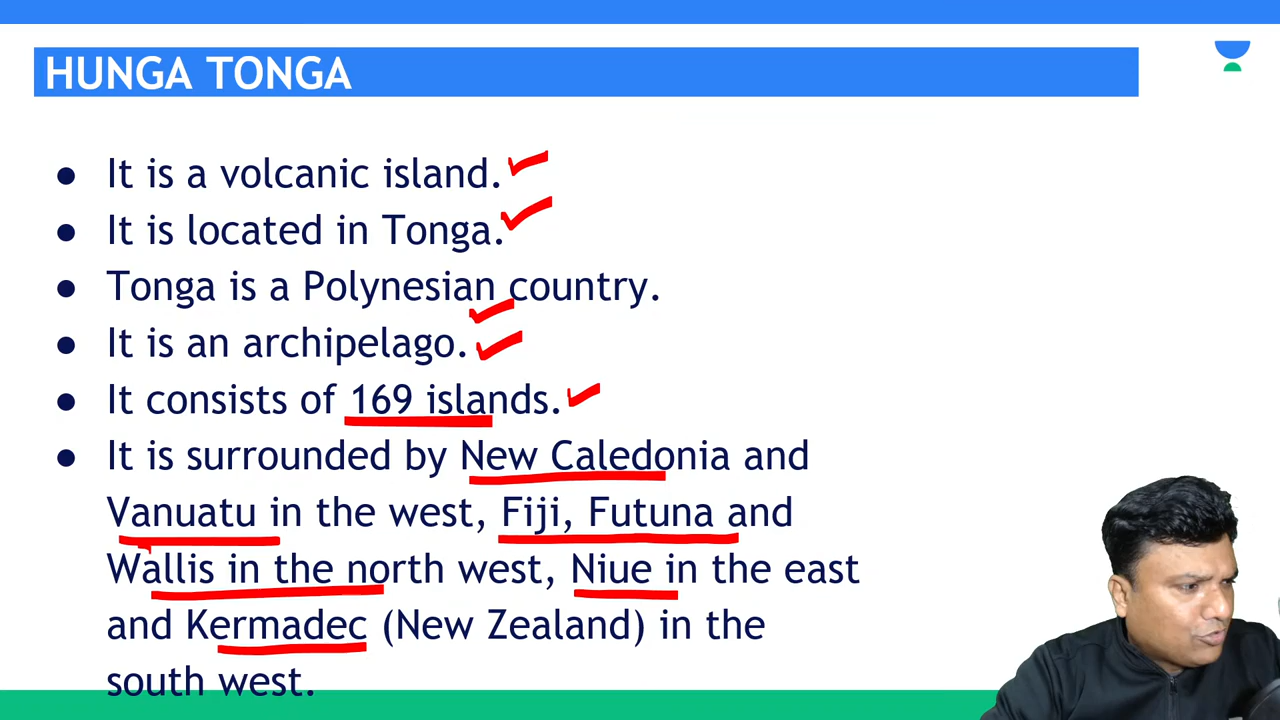 HUNGA TONGA
● It is a volcanic island.
● It is located in Tonga.
● Tonga is a Polynesian country.
● It is an archipelago.
● It consists of 169 islands.
● It is surrounded by New Caledonia and
Vanuatu in the west, Fiji, Futuna and
Wallis in the north west, Niue in the east
and Kermadec (New Zealand) in the
south west.